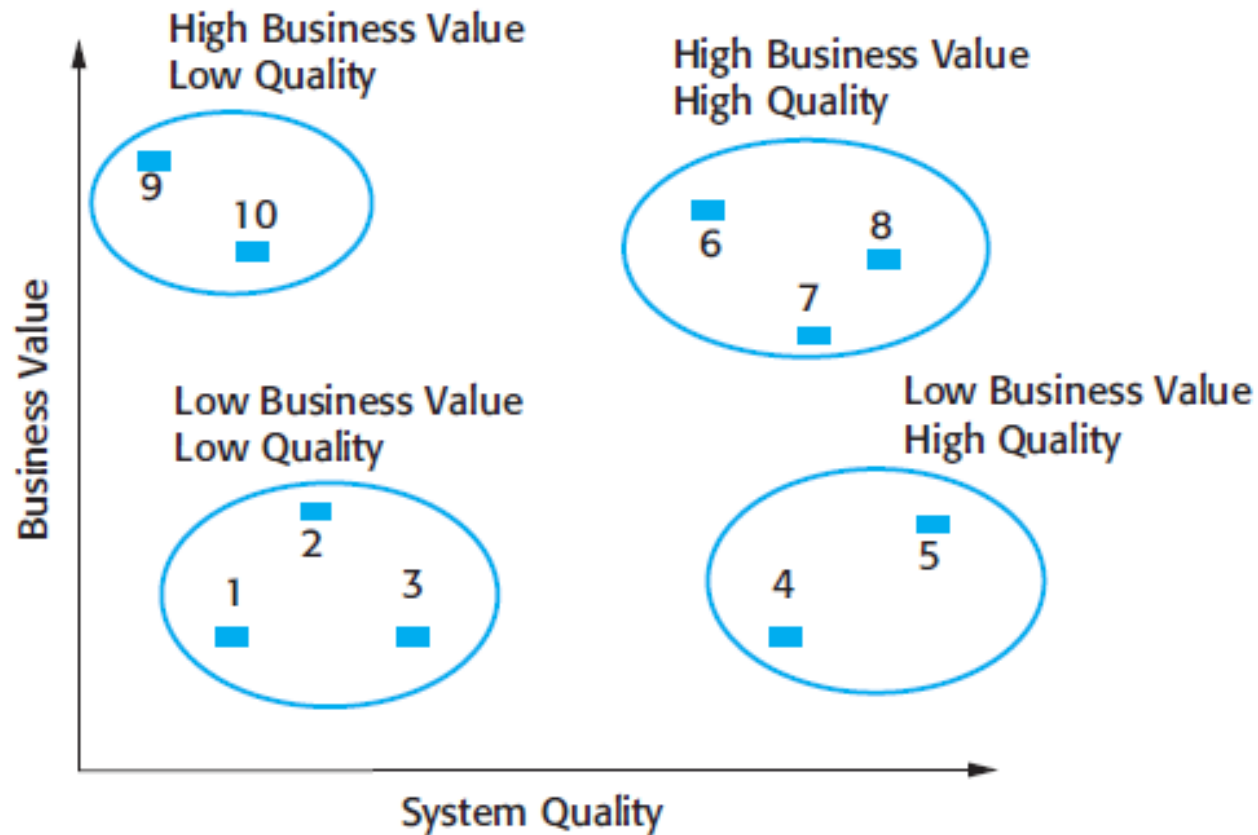 High Business Value
Low Quality
High Business Value
High Quality
9
10
6
8
7
Business Value
Low Business Value
Low Quality
Low Business Value
High Quality
2
5
1
3
4
System Quality